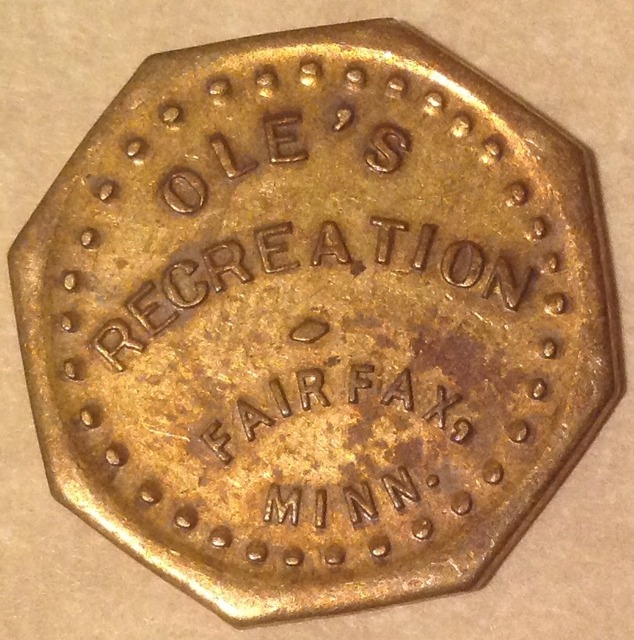 OLE'S
RECREATION
FAIRFAX,
MINN.